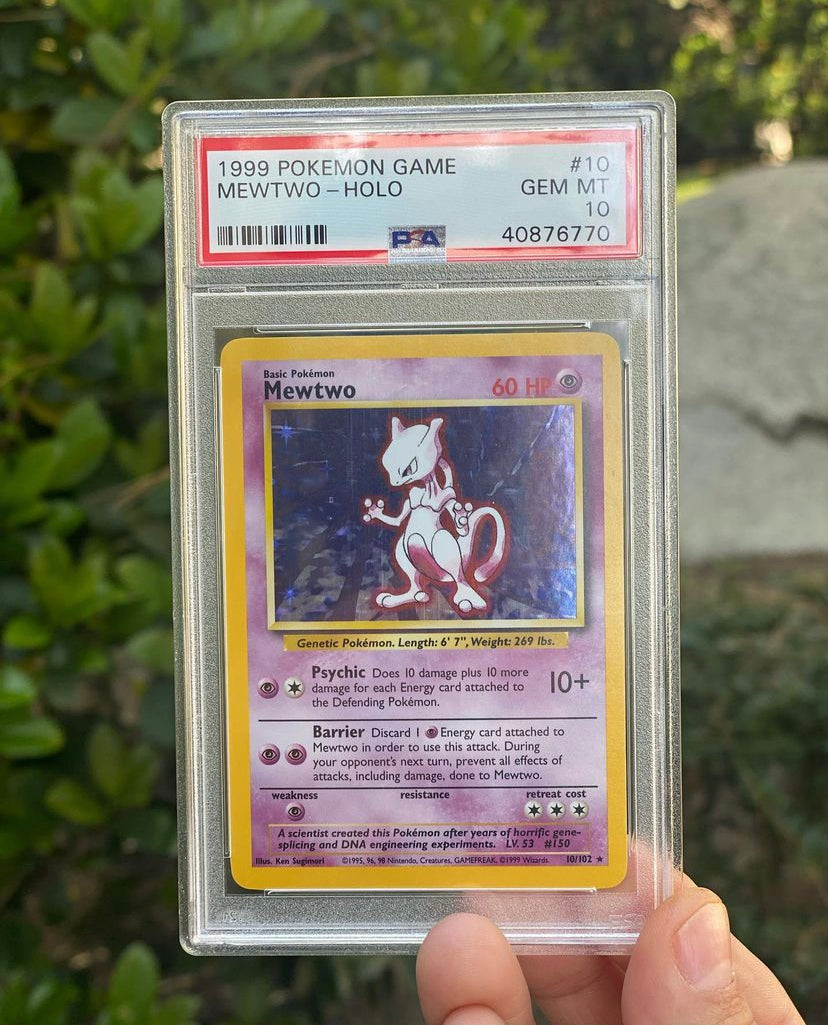 1999 POKEMON GAME #10
MEWTWO – HOLO GEM MT
10
PSA 40876770
Basic Pokémon
Mewtwo 60 HP
Genetic Pokémon. Length: 6' 7", Weight: 269 lbs.
Psychic Does 10 damage plus 10 more
damage for each Energy card attached to
the Defending Pokémon.
10+
Barrier Discard 1 Energy card attached to
Mewtwo in order to use this attack. During
your opponent's next turn, prevent all effects of
attacks, including damage, done to Mewtwo.
weakness resistance retreat cost
A scientist created this Pokémon after years of horrific gene-
splicing and DNA engineering experiments. LV. 53 #150
Illus. Ken Sugimori ©1995, 96, 98 Nintendo, Creatures, GAMEFREAK. ©1999 Wizards. 10/102 ★